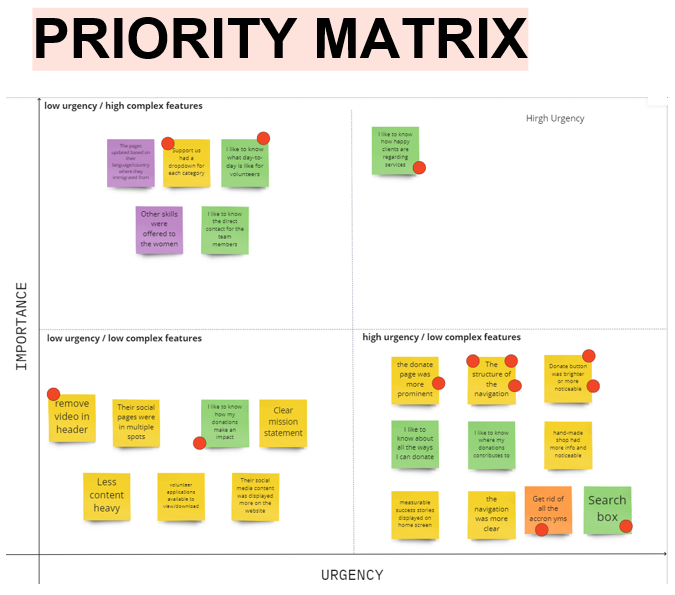 PRIORITY MATRIX
low urgency / high complex features
Hirgh Urgency
The pages
updated based on
their
language/country
where they
immigrated from.
Support us
had a
dropdown for
each category
I like to know
what day-to-
day is like for
volunteers
I like to know
how happy
clients are
regarding
services
Other skills
were
offered to
the women
I like to know
the direct
contact for the
team
members
IMPORTANCE
low urgency / low complex features
high urgency / low complex features
remove
video in
header
Their social
pages were in
multiple
spots
I like to know
how my
donations
make an
impact
Clear
mission
statement
the donate
page was
more
prominent
The
structure of
the
navigation
Donate button
was brighter
or more
noticeable
I like to
know about
all the ways
I can donate
I like to know
where my
donations
contributes to
hand-made
shop had
more info and
noticeable
Less
content
heavy
volunteer
applications
available to
view/download
Their social
media content
was displayed
more on the
website
measurable
success stories
displayed on
home screen
the
navigation
was more
clear
Get rid of
all the
accron yms
Search
box
URGENCY